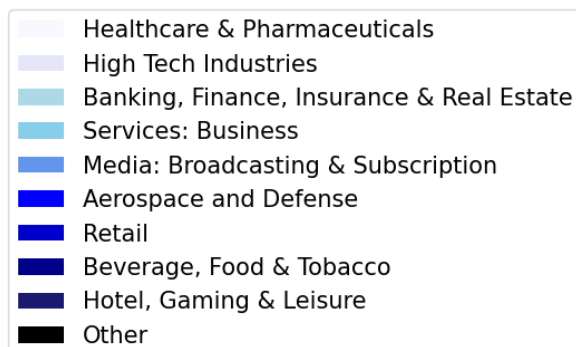 Healthcare & Pharmaceuticals
High Tech Industries
Banking, Finance, Insurance & Real Estate
Services: Business
Media: Broadcasting & Subscription
Aerospace and Defense
Retail
Beverage, Food & Tobacco
Hotel, Gaming & Leisure
Other